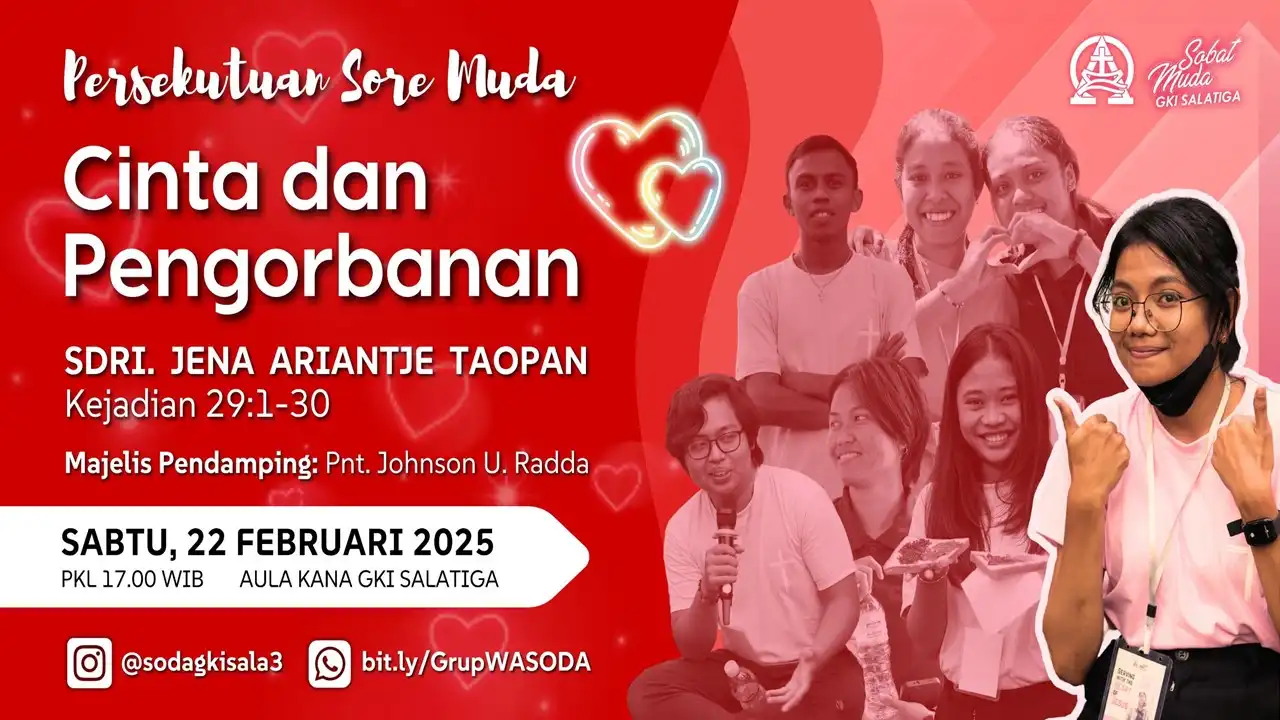 Persekutuan Sore Muda
Sobat
Muda
GKI SALATIGA
Cinta dan
Pengorbanan
SDRI. JENA ARIANTJE TAOPAN
Kejadian 29:1-30
Majelis Pendamping: Pnt. Johnson U. Radda
SABTU, 22 FEBRUARI 2025
PKL 17.00 WIB AULA KANA GKI SALATIGA
@sodagkisala3 bit.ly/GrupWASODA
SERVING